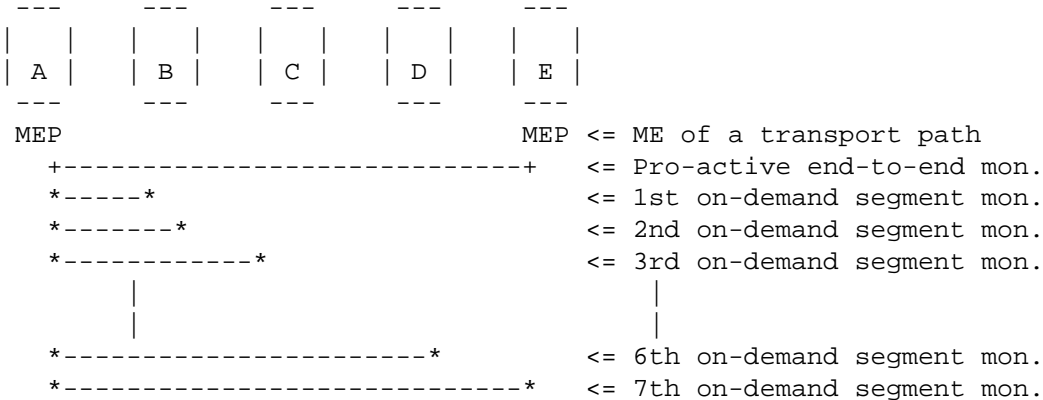 A B C D E
MEP MEP <= ME of a transport path
+-----------------------------+ <= Pro-active end-to-end mon.
*-----* <= 1st on-demand segment mon.
*-------* <= 2nd on-demand segment mon.
*------------* <= 3rd on-demand segment mon.
*-----------------------* <= 6th on-demand segment mon.
*-----------------------------* <= 7th on-demand segment mon.